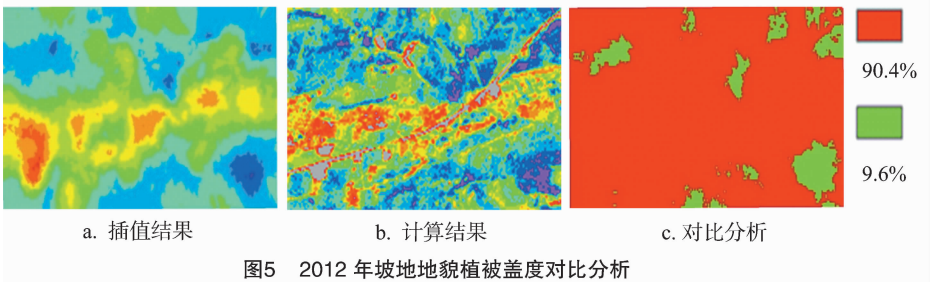 90.4%
9.6%
a. 插值结果
b. 计算结果
c. 对比分析
图5 2012 年坡地地貌植被盖度对比分析